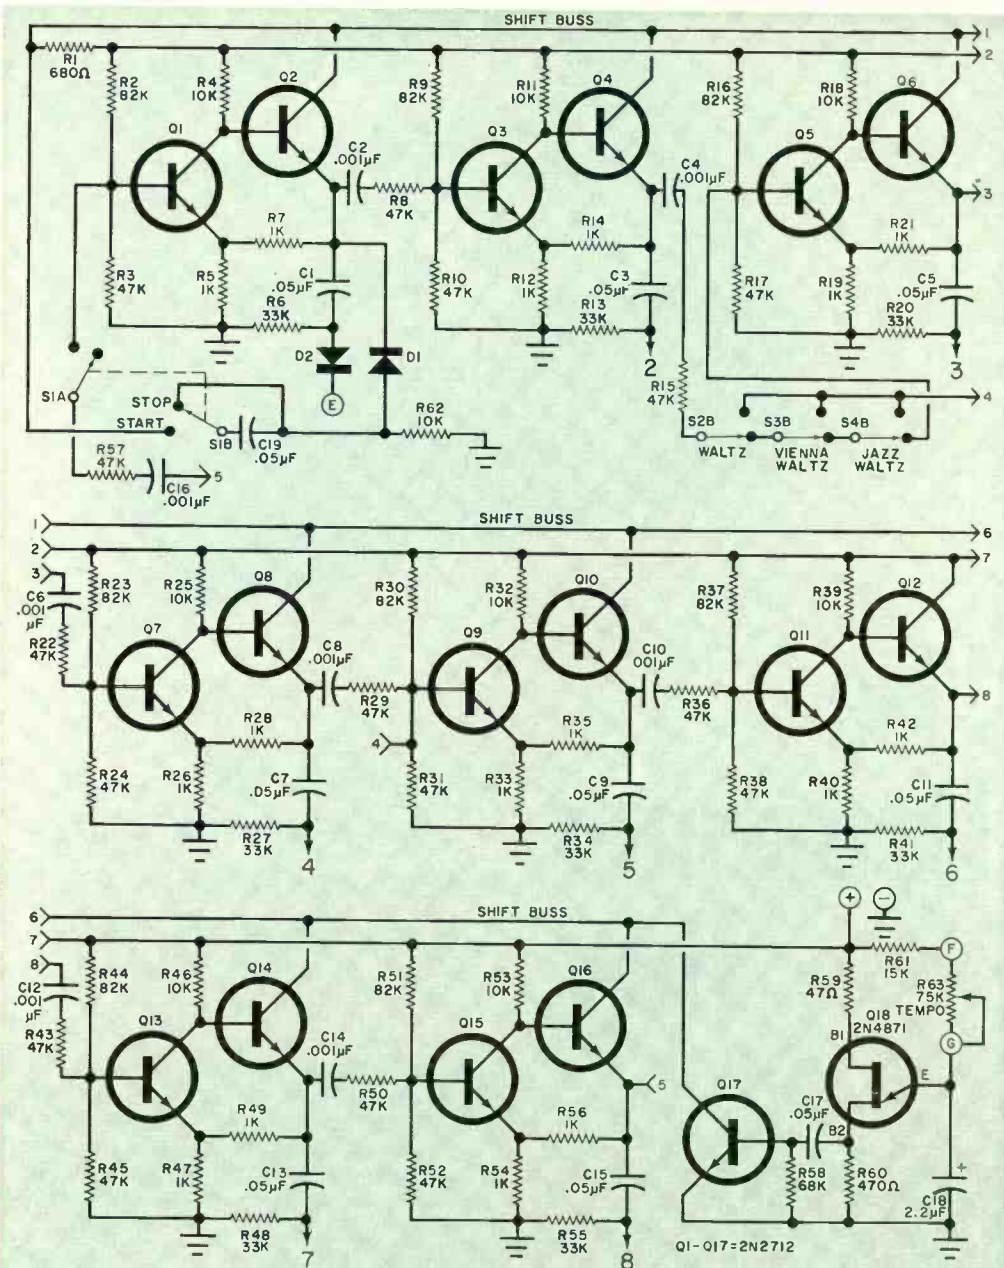 SHIFT BUSS
1
2
R1
680Ω
R2
82K
R4
10K
Q2
R9
82K
R11
10K
Q4
R16
82K
R18
10K
Q6
Q1
C2
.001µF
Q3
C4
.001µF
Q5
R8
47K
3
R7
1K
R14
1K
R21
1K
R3
47K
R5
1K
C1
.05µF
R6
33K
R10
47K
R12
1K
C3
.05µF
R13
33K
R17
47K
R19
1K
C5
.05µF
R20
33K
D2
D1
2
3
S1A
STOP
START
E
R15
47K
4
S1B
C19
.05µF
R62
10K
S2B
WALTZ
S3B
VIENNA
WALTZ
S4B
JAZZ
WALTZ
R57
47K
C16
.001µF
5
1
SHIFT BUSS
6
2
7
3
R23
82K
R25
10K
Q8
R30
82K
R32
10K
Q10
R37
82K
R39
10K
Q12
C6
.001
µF
R22
47K
Q7
C8
.001µF
Q9
C10
001µF
Q11
R29
47K
R36
47K
8
R28
1K
4
R35
1K
R42
1K
R24
47K
R26
1K
C7
.05µF
R31
47K
R33
1K
C9
.05µF
R38
47K
R40
1K
C11
.05µF
R27
33K
R34
33K
R41
33K
4
5
6
6
SHIFT BUSS
+
−
7
8
R44
82K
R46
10K
Q14
R51
82K
R53
10K
Q16
R59
47Ω
R61
15K
F
C12
.001
µF
R43
47K
Q13
C14
.001µF
Q15
R63
75K
TEMPO
Q18
2N4871
B1
G
R50
47K
5
Q17
E
R49
1K
R56
1K
C17
.05µF
B2
R45
47K
R47
1K
C13
.05µF
R52
47K
R54
1K
C15
.05µF
R58
68K
R60
470Ω
+
C18
2.2µF
R48
33K
R55
33K
7
8
Q1-Q17=2N2712